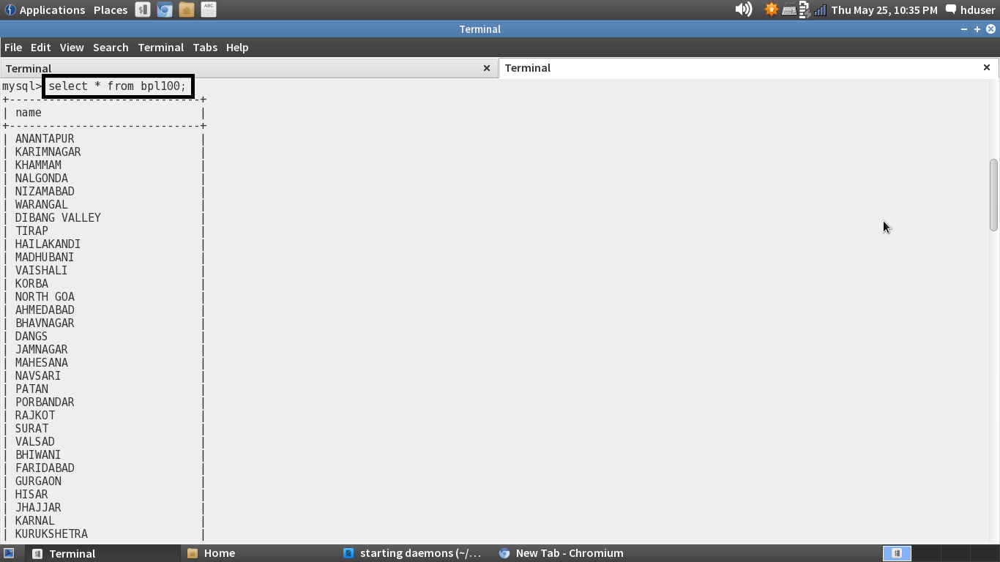 Applications Places ABC Thu May 25, 10:35 PM hduser
Terminal
File Edit View Search Terminal Tabs Help
Terminal Terminal
mysql> select * from bpl100;
+-----------------------------+
| name |
+-----------------------------+
| ANANTAPUR |
| KARIMNAGAR |
| KHAMMAM |
| NALGONDA |
| NIZAMABAD |
| WARANGAL |
| DIBANG VALLEY |
| TIRAP |
| HAILAKANDI |
| MADHUBANI |
| VAISHALI |
| KORBA |
| NORTH GOA |
| AHMEDABAD |
| BHAVNAGAR |
| DANGS |
| JAMNAGAR |
| MAHESANA |
| NAVSARI |
| PATAN |
| PORBANDAR |
| RAJKOT |
| SURAT |
| VALSAD |
| BHIWANI |
| FARIDABAD |
| GURGAON |
| HISAR |
| JHAJJAR |
| KARNAL |
| KURUKSHETRA |
Terminal Home starting daemons (~/... New Tab - Chromium